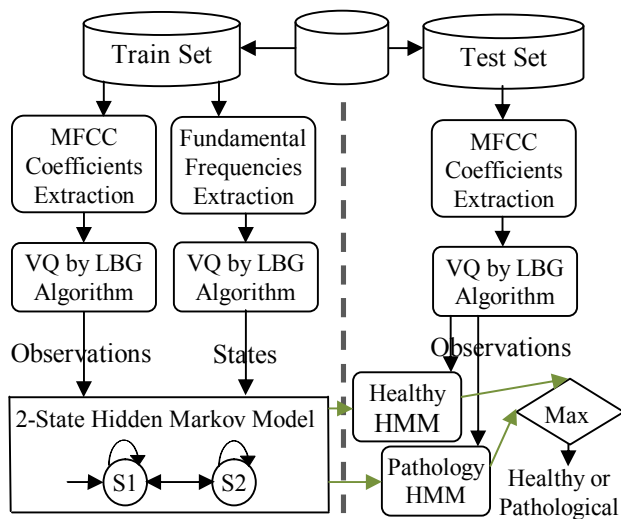 Train Set
Test Set
MFCC
Coefficients
Extraction
Fundamental
Frequencies
Extraction
MFCC
Coefficients
Extraction
VQ by LBG
Algorithm
VQ by LBG
Algorithm
VQ by LBG
Algorithm
Observations
States
Observations
2-State Hidden Markov Model
S1
S2
Healthy
HMM
Pathology
HMM
Max
Healthy or
Pathological